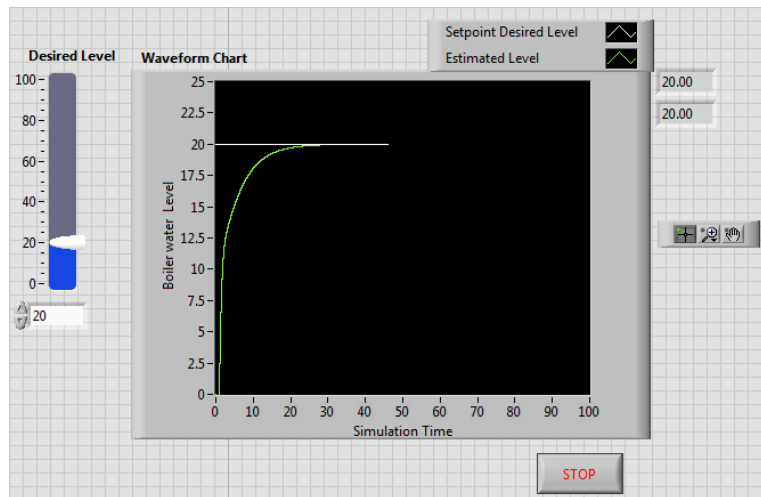 Setpoint Desired Level
Estimated Level
Desired Level
Waveform Chart
100
80
60
40
20
0
20
25
22.5
20
17.5
15
12.5
10
7.5
5
2.5
0
Boiler water Level
0 10 20 30 40 50 60 70 80 90 100
Simulation Time
20.00
20.00
STOP